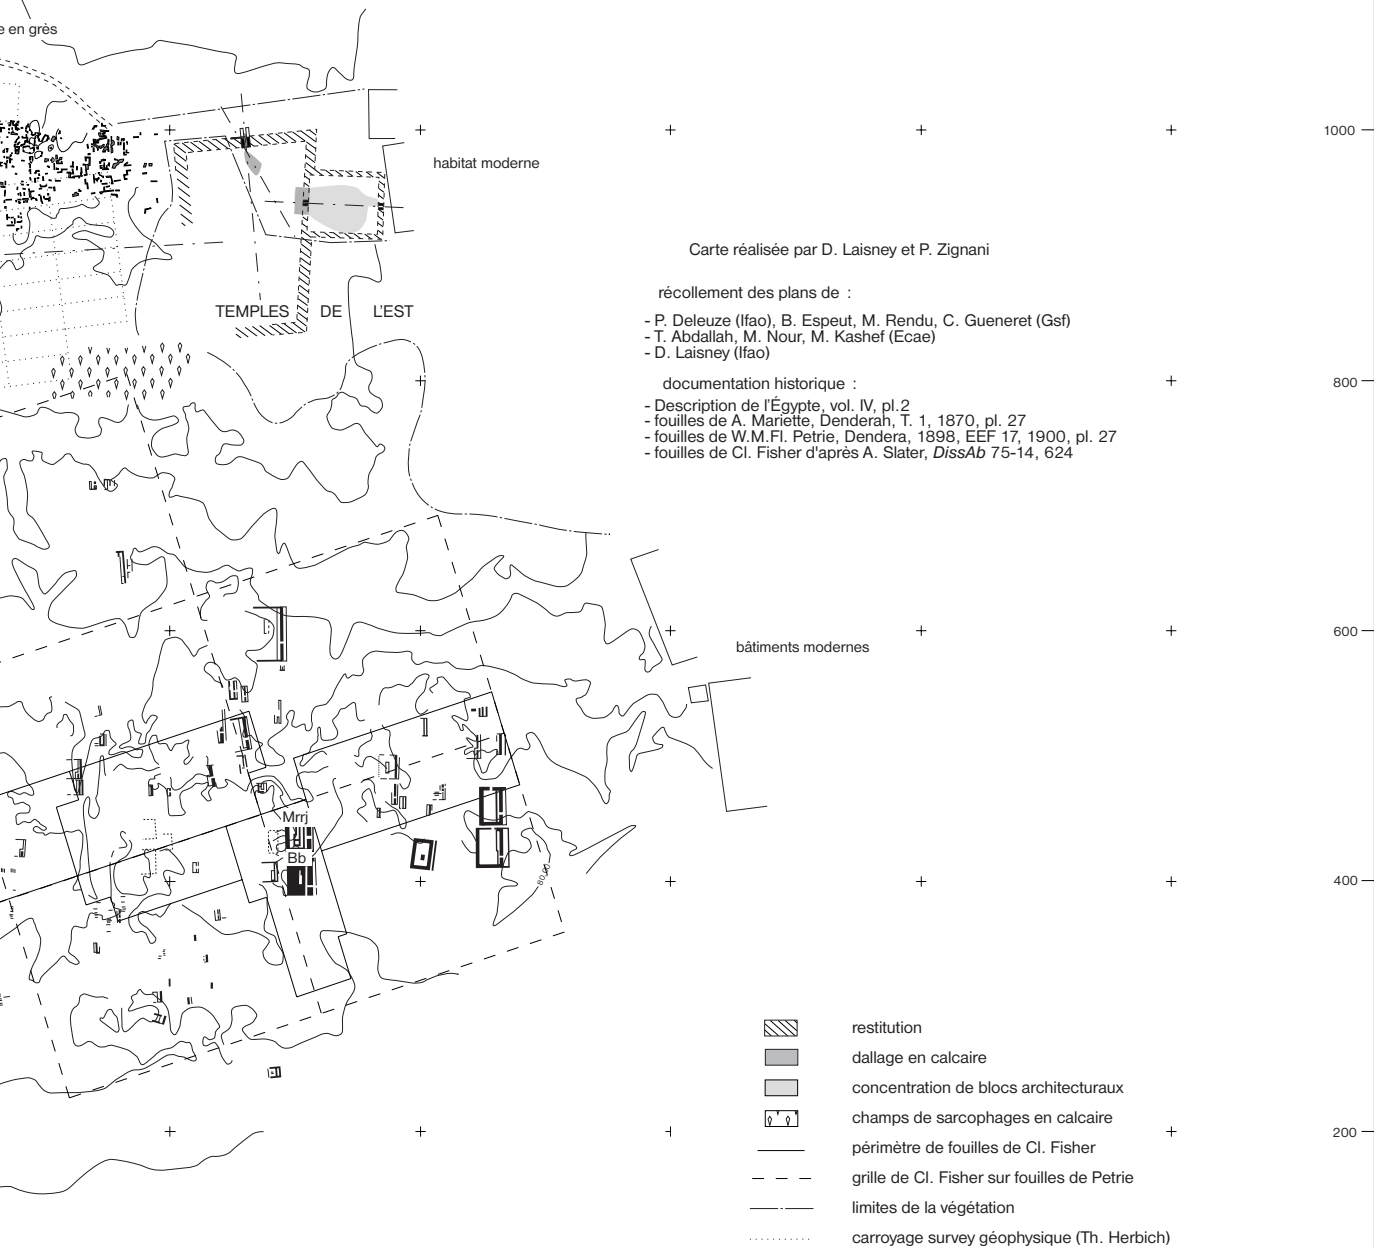 e en grès
1000
habitat moderne
Carte réalisée par D. Laisney et P. Zignani
récollement des plans de :
TEMPLES DE L'EST
- P. Deleuze (Ifao), B. Espeut, M. Rendu, C. Gueneret (Gsf)
- T. Abdallah, M. Nour, M. Kashef (Ecae)
- D. Laisney (Ifao)
800
documentation historique :
- Description de l'Égypte, vol. IV, pl.2
- fouilles de A. Mariette, Denderah, T. 1, 1870, pl. 27
- fouilles de W.M.Fl. Petrie, Dendera, 1898, EEF 17, 1900, pl. 27
- fouilles de Cl. Fisher d'après A. Slater, DissAb 75-14, 624
600
bâtiments modernes
Mrrj
Bb
80,00
400
restitution
dallage en calcaire
concentration de blocs architecturaux
champs de sarcophages en calcaire
200
périmètre de fouilles de Cl. Fisher
grille de Cl. Fisher sur fouilles de Petrie
limites de la végétation
carroyage survey géophysique (Th. Herbich)